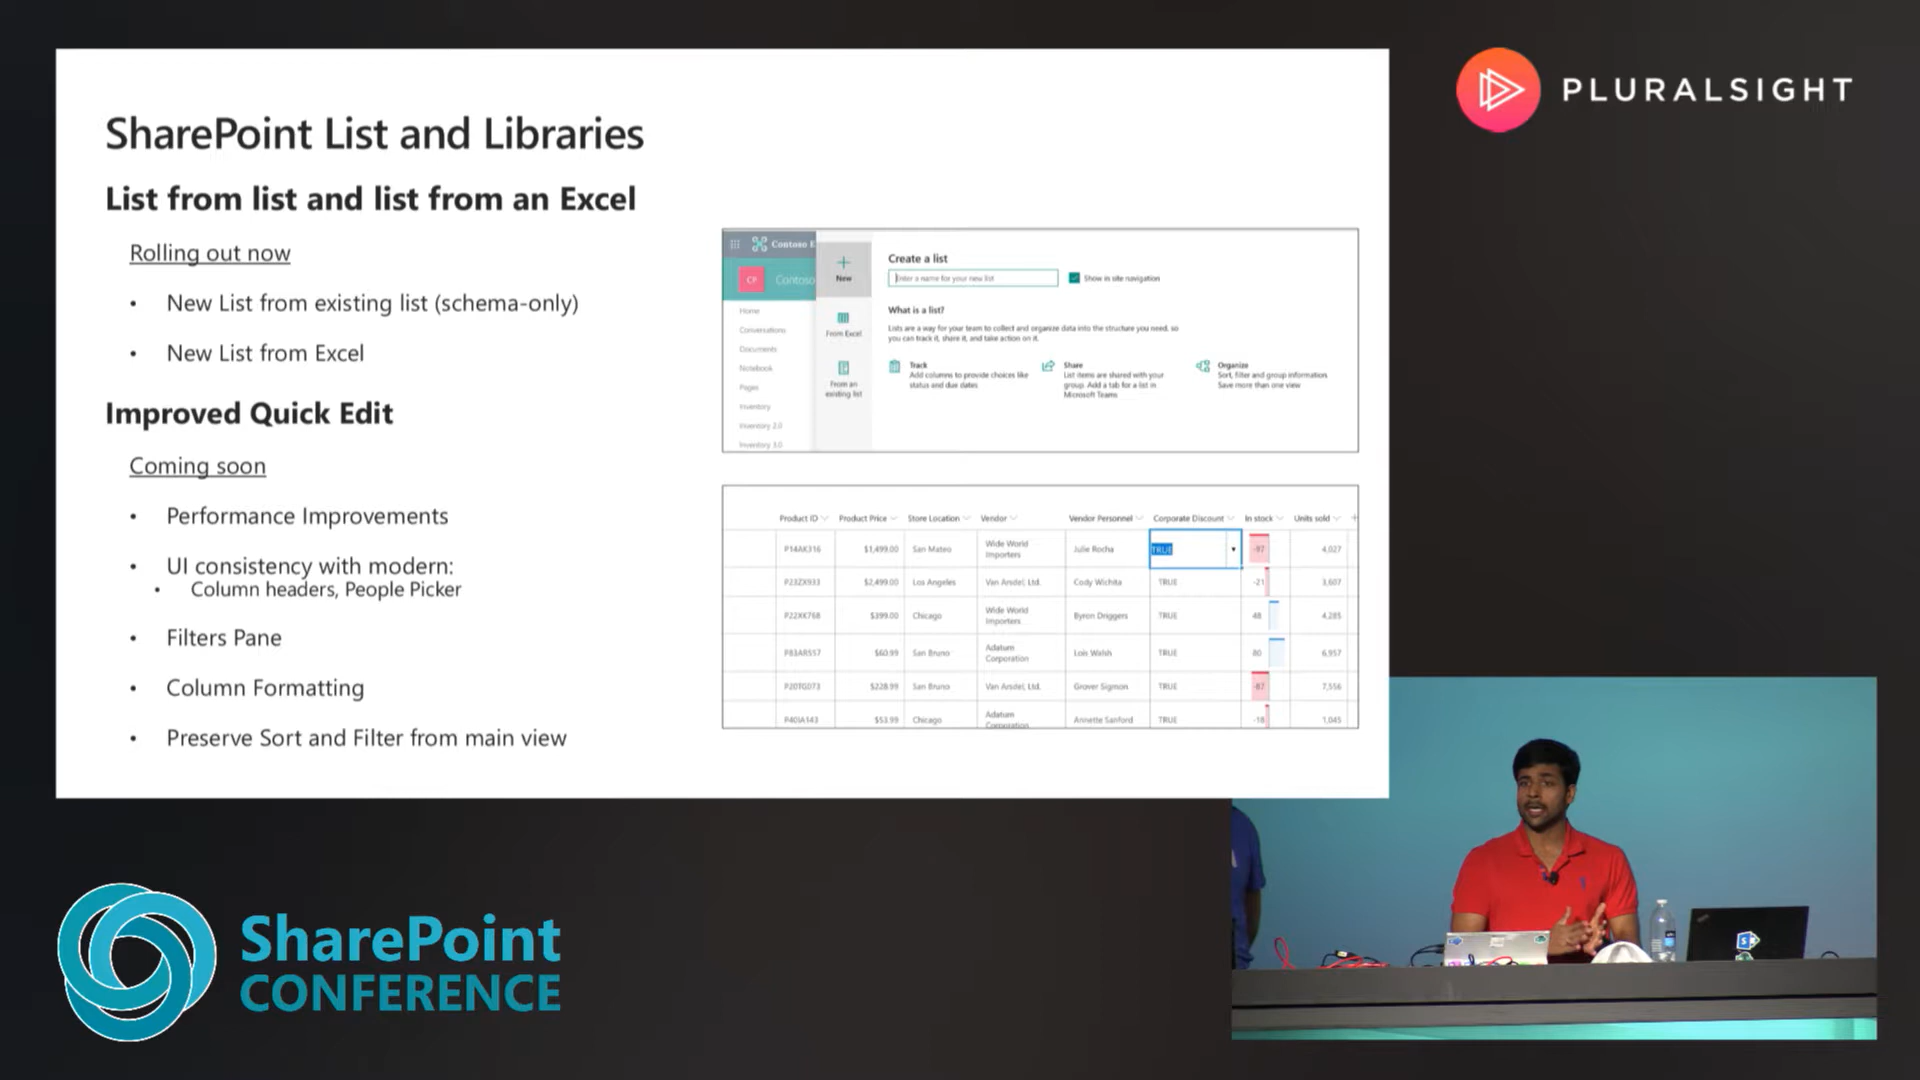 PLURALSIGHT
SharePoint List and Libraries
List from list and list from an Excel
Rolling out now
• New List from existing list (schema-only)
• New List from Excel
Improved Quick Edit
Coming soon
• Performance Improvements
• UI consistency with modern:
• Column headers, People Picker
• Filters Pane
• Column Formatting
• Preserve Sort and Filter from main view
Contoso E
CP Contoso
Home
Conversations
Documents
Notebook
Pages
Inventory
Inventory 2.0
Inventory 3.0
New
From Excel
From an
existing list
Create a list
Enter a name for your new list
Show in site navigation
What is a list?
Lists are a way for your team to collect and organize data into the structure you need, so
you can track it, share it, and take action on it.
Track
Add columns to provide choices like
status and due dates
Share
List items are shared with your
group. Add a tab for a list in
Microsoft Teams
Organize
Sort, filter and group information.
Save more than one view
Product ID Product Price Store Location Vendor Vendor Personnel Corporate Discount In stock Units sold +
P14AK316 $1,499.00 San Mateo Wide World Importers Julie Rocha TRUE -97 4,027
P23ZX933 $2,499.00 Los Angeles Van Arsdel, Ltd. Cody Wichita TRUE -21 3,607
P22XK768 $399.00 Chicago Wide World Importers Byron Driggers TRUE 48 4,285
P83AR557 $60.99 San Bruno Adatum Corporation Lois Walsh TRUE 80 6,957
P20TG073 $228.99 San Bruno Van Arsdel, Ltd. Grover Sigmon TRUE -87 7,556
P40IA143 $53.99 Chicago Adatum Corporation Annette Sanford TRUE -18 1,045
SharePoint
CONFERENCE